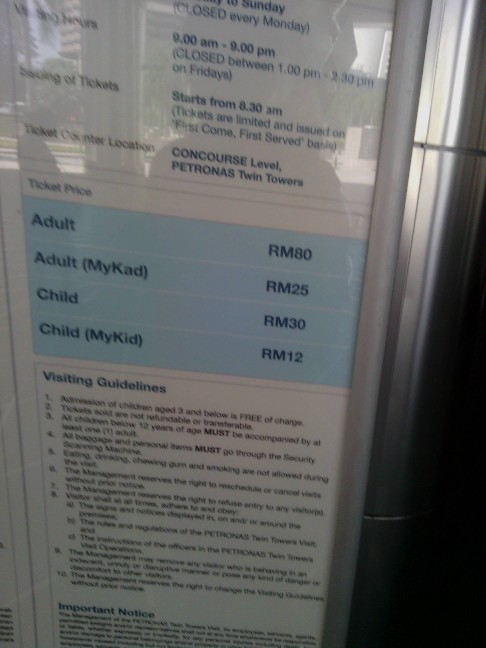 to Sunday
Visiting Hours
(CLOSED every Monday)
9.00 am - 9.00 pm
(CLOSED between 1.00 pm - 2.30 pm
on Fridays)
Issuing of Tickets
Starts from 8.30 am
(Tickets are limited and issued on
'First Come, First Served' basis)
Ticket Counter Location
CONCOURSE Level,
PETRONAS Twin Towers
Ticket Price
Adult RM80
Adult (MyKad) RM25
Child RM30
Child (MyKid) RM12
Visiting Guidelines
1. Admission of children aged 3 and below is FREE of charge.
2. Tickets sold are not refundable or transferable.
3. All children below 12 years of age MUST be accompanied by at
least one (1) adult.
4. All baggage and personal items MUST go through the Security
Scanning Machine.
5. Eating, drinking, chewing gum and smoking are not allowed during
the visit.
6. The Management reserves the right to reschedule or cancel visits
without prior notice.
7. The Management reserves the right to refuse entry to any visitor(s).
8. Visitor shall at all times, adhere to and obey:
a) The signs and notices displayed in, on and/ or around the
premises;
b) The rules and regulations of the PETRONAS Twin Towers Visit;
and
c) The instructions of the officers in the PETRONAS Twin Towers
Visit Operations.
9. The Management may remove any visitor who is behaving in an
indecent, unruly or disruptive manner or pose any kind of danger or
discomfort to other visitors.
10. The Management reserves the right to change the Visiting Guidelines
without prior notice.
Important Notice
The Management of the PETRONAS Twin Towers Visit, its employees, servants, agents,